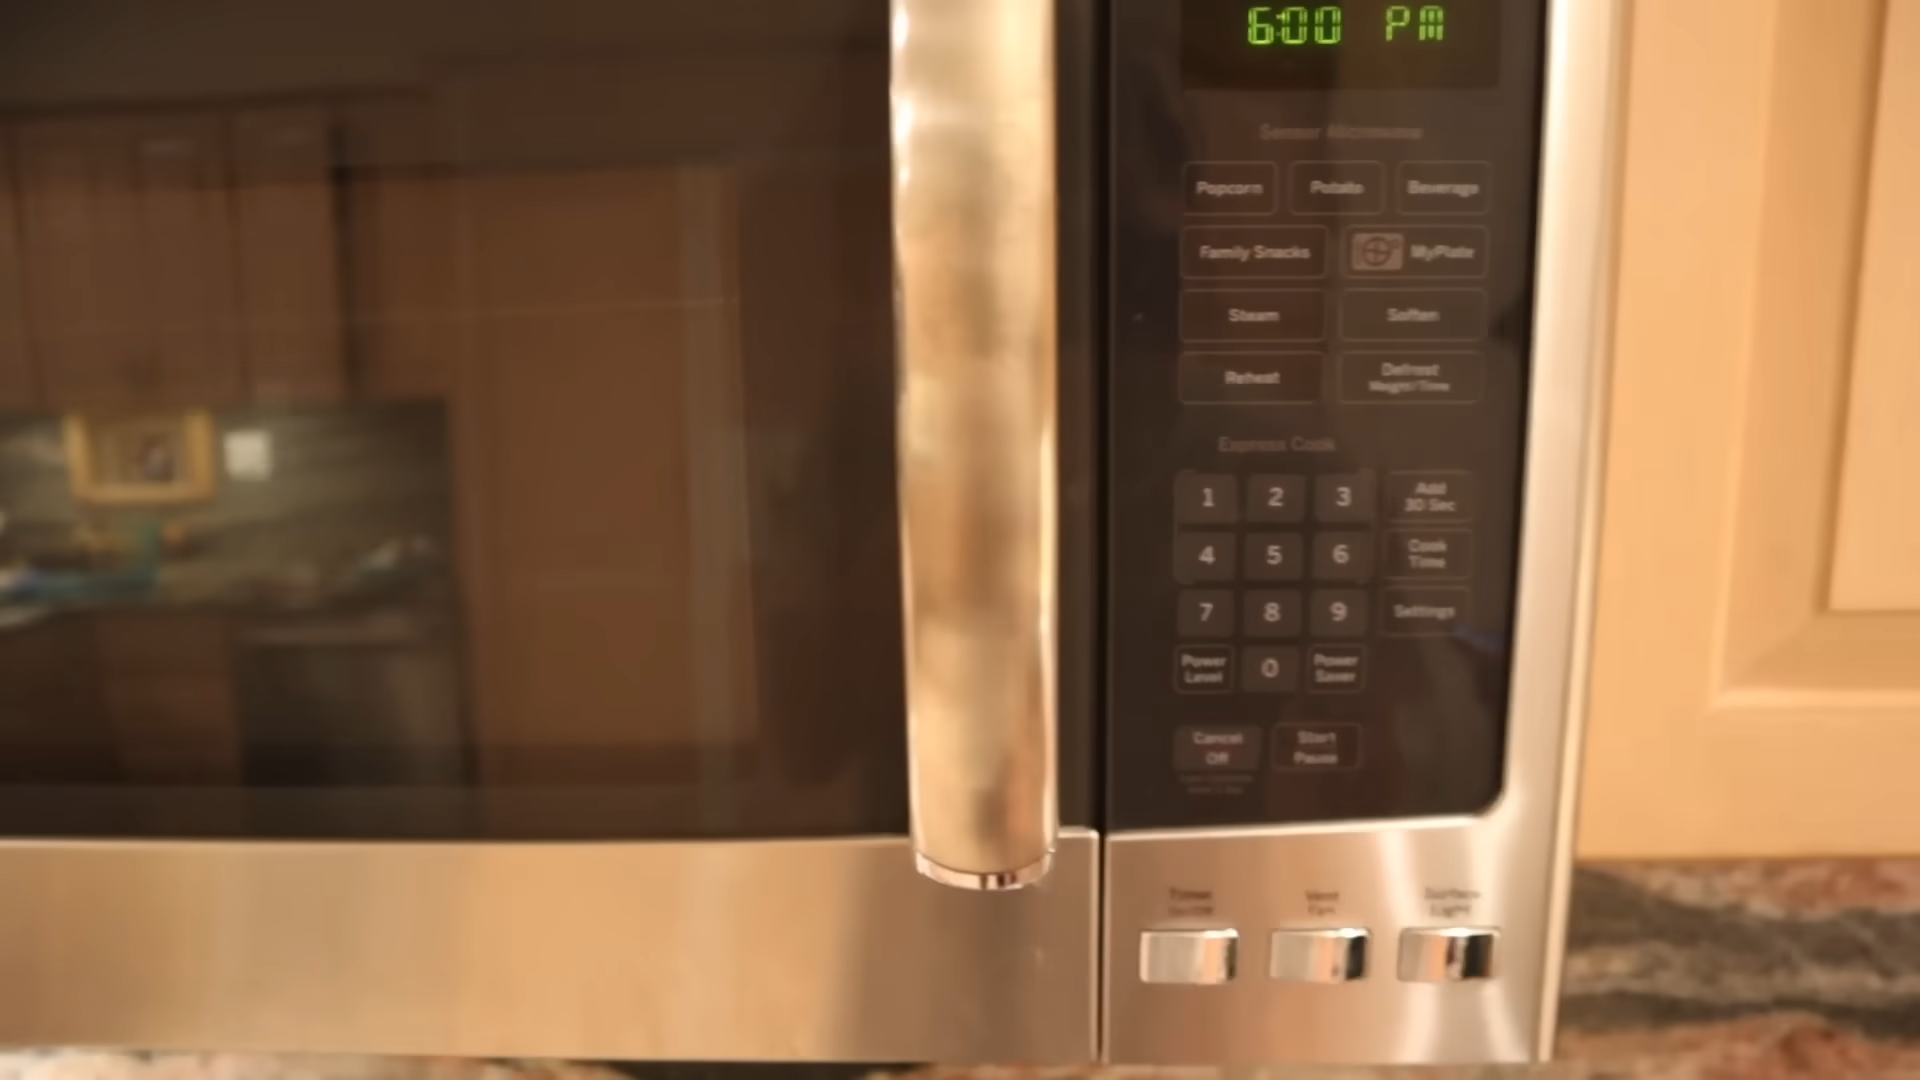 6:00 PM
Sensor Microwave
Popcorn Potato Beverage
Family Snacks MyPlate
Steam Soften
Reheat Defrost
Weight/Time
Express Cook
1 2 3 Add
30 Sec
4 5 6 Cook
Time
7 8 9 Settings
Power
Level 0 Power
Saver
Cancel
Off
Start
Pause
Vent
Fan
Surface
Light